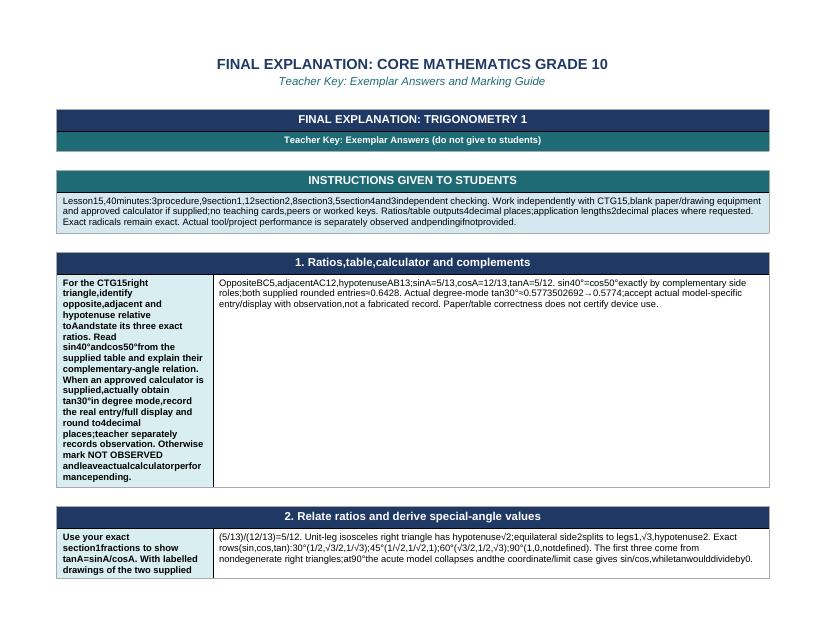 FINAL EXPLANATION: CORE MATHEMATICS GRADE 10
Teacher Key: Exemplar Answers and Marking Guide
FINAL EXPLANATION: TRIGONOMETRY 1
Teacher Key: Exemplar Answers (do not give to students)
INSTRUCTIONS GIVEN TO STUDENTS
Lesson15,40minutes:3procedure,9section1,12section2,8section3,5section4and3independent checking. Work independently with CTG15,blank paper/drawing equipment
and approved calculator if supplied;no teaching cards,peers or worked keys. Ratios/table outputs4decimal places;application lengths2decimal places where requested.
Exact radicals remain exact. Actual tool/project performance is separately observed andpendingifnotprovided.
1. Ratios,table,calculator and complements
For the CTG15right
triangle,identify
opposite,adjacent and
hypotenuse relative
toAandstate its three exact
ratios. Read
sin40°andcos50°from the
supplied table and explain their
complementary-angle relation.
When an approved calculator is
supplied,actually obtain
tan30°in degree mode,record
the real entry/full display and
round to4decimal
places;teacher separately
records observation. Otherwise
mark NOT OBSERVED
andleaveactualcalculatorperfor
mancepending.
OppositeBC5,adjacentAC12,hypotenuseAB13;sinA=5/13,cosA=12/13,tanA=5/12. sin40°=cos50°exactly by complementary side
roles;both supplied rounded entries≈0.6428. Actual degree-mode tan30°≈0.5773502692→0.5774;accept actual model-specific
entry/display with observation,not a fabricated record. Paper/table correctness does not certify device use.
2. Relate ratios and derive special-angle values
Use your exact
section1fractions to show
tanA=sinA/cosA. With labelled
drawings of the two supplied
(5/13)/(12/13)=5/12. Unit-leg isosceles right triangle has hypotenuse√2;equilateral side2splits to legs1,√3,hypotenuse2. Exact
rows(sin,cos,tan):30°(1/2,√3/2,1/√3);45°(1/√2,1/√2,1);60°(√3/2,1/2,√3);90°(1,0,notdefined). The first three come from
nondegenerate right triangles;at90°the acute model collapses andthe coordinate/limit case gives sin/cos,whiletanwoulddivideby0.